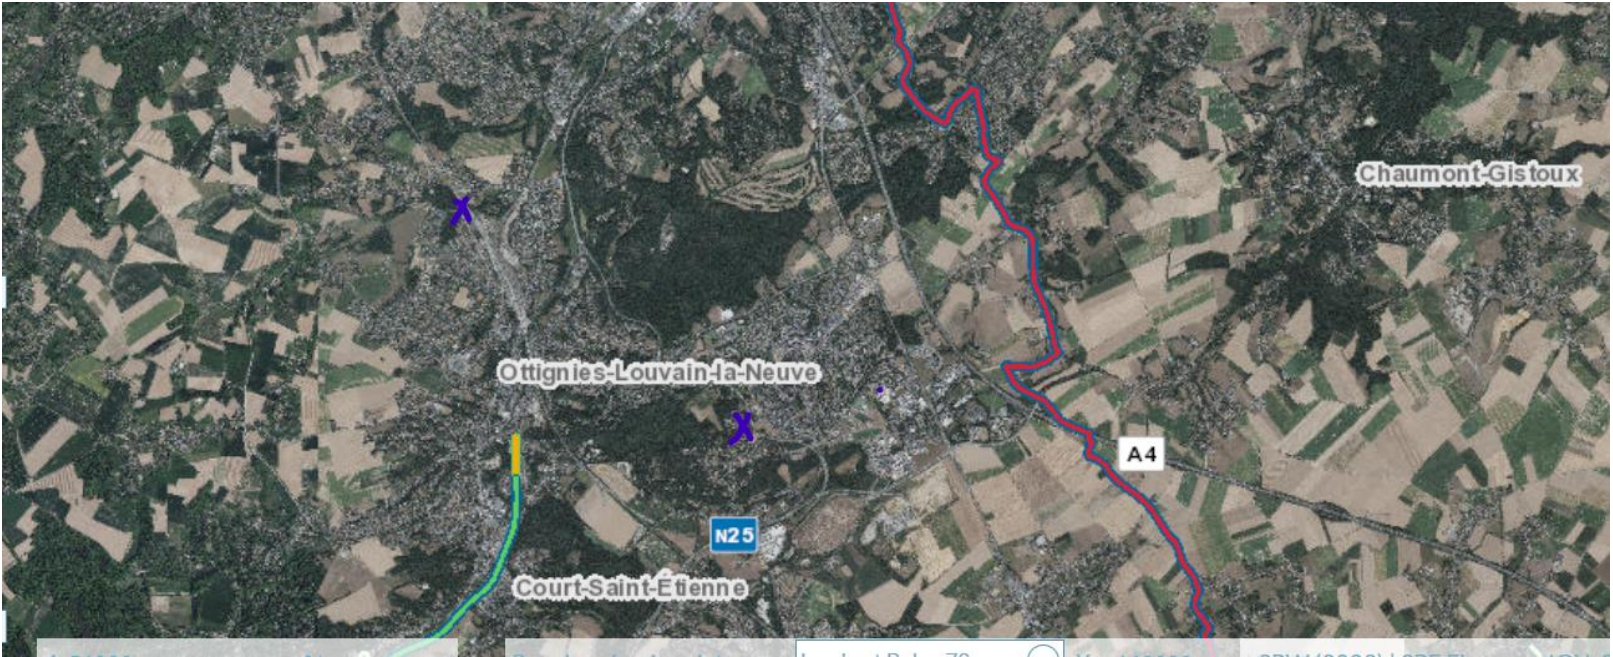 Chaumont-Gistoux
Ottignies-Louvain-la-Neuve
A4
N25
Court-Saint-Étienne